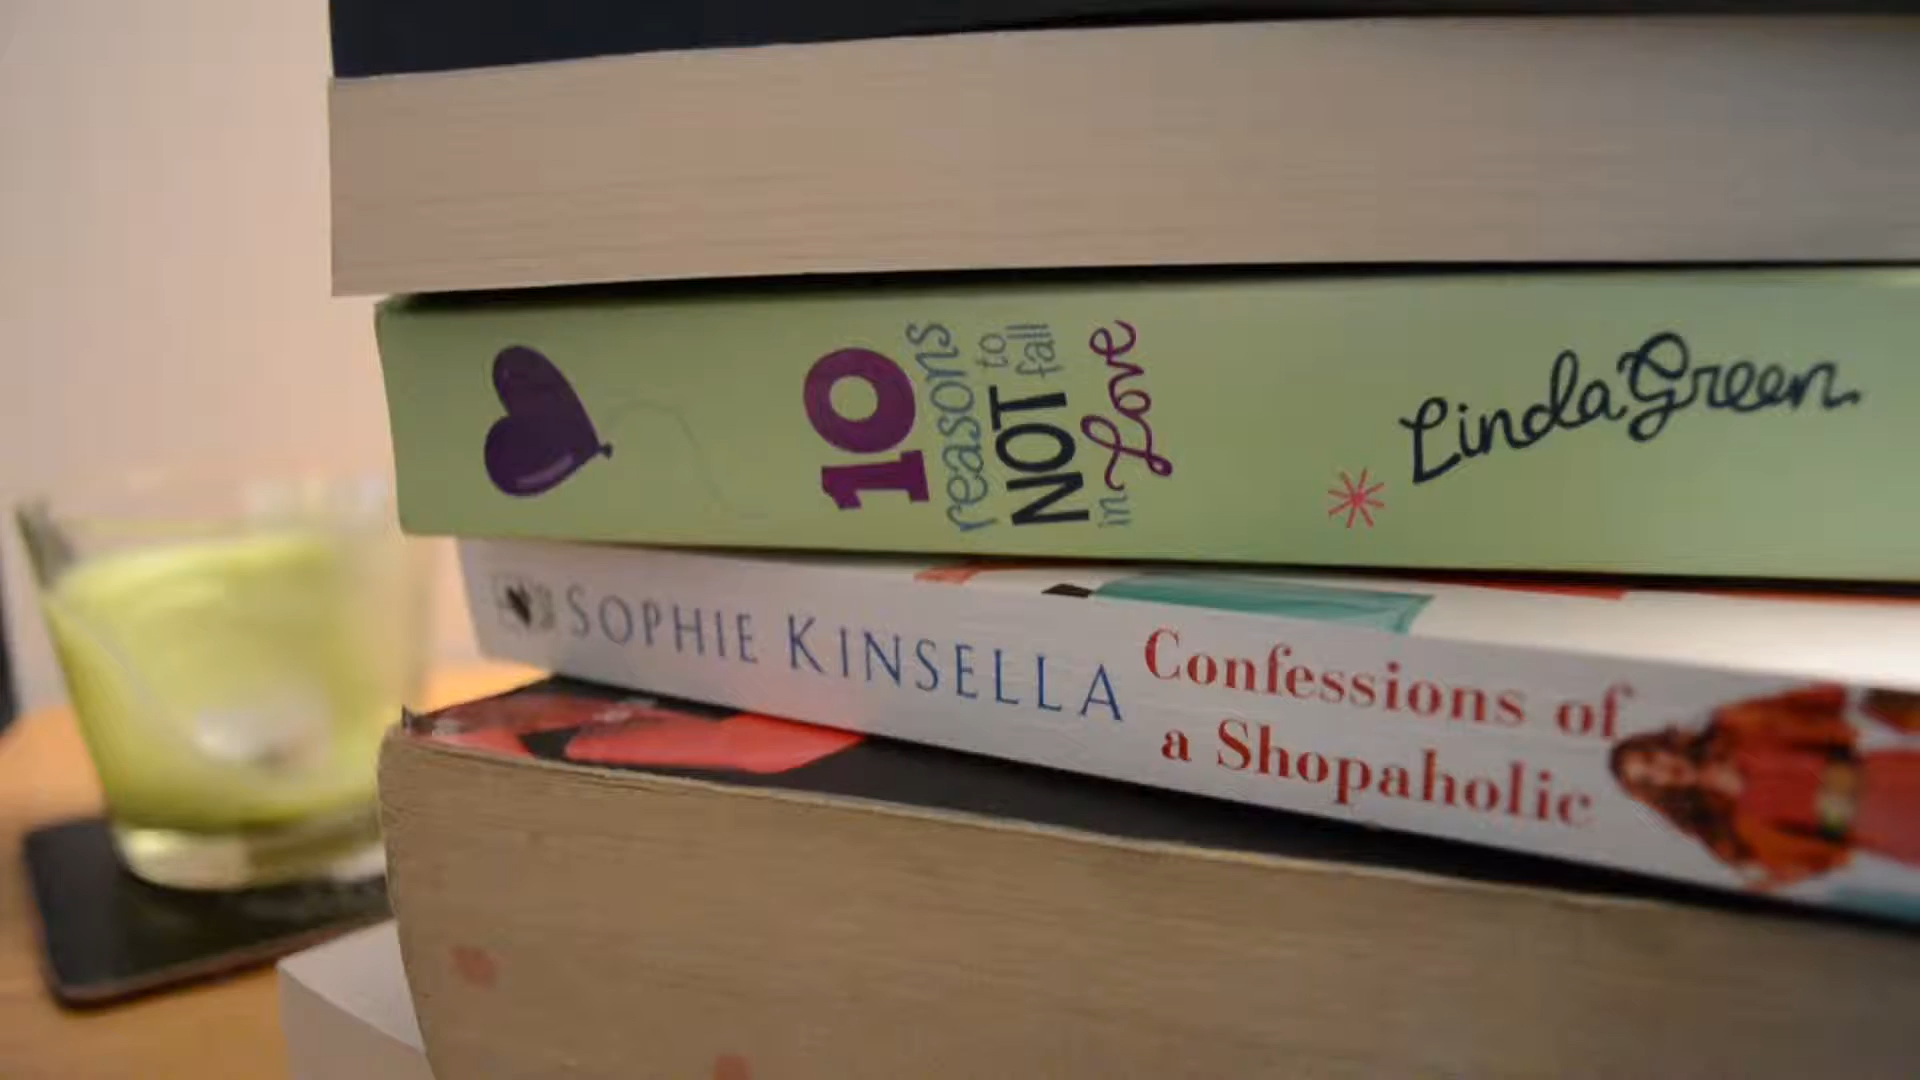 10
reasons
to
NOT fall
in Love
Linda Green
SOPHIE KINSELLA
Confessions of
a Shopaholic